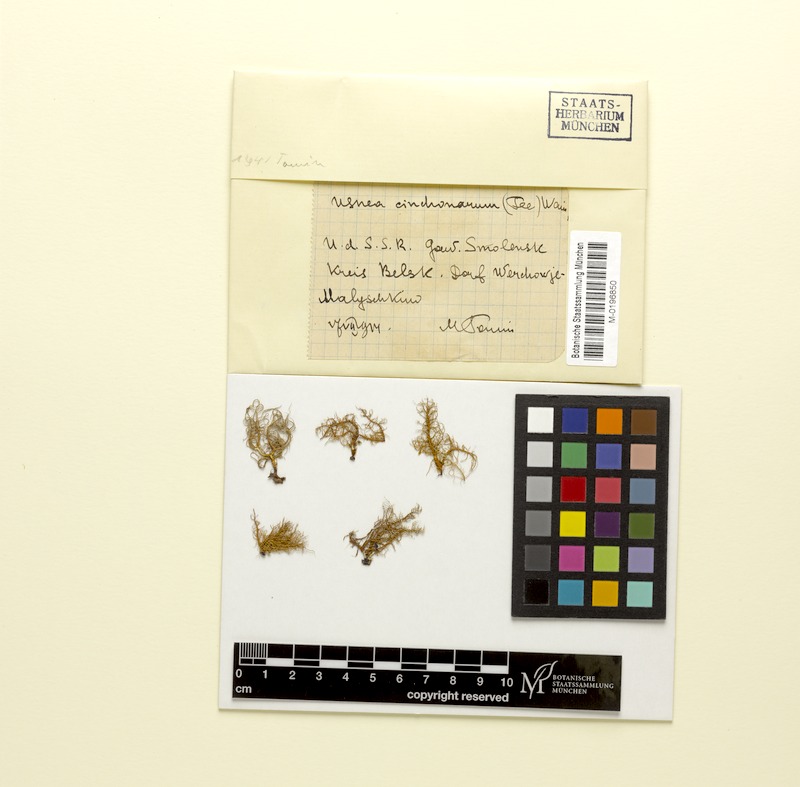 STAATS-
HERBARIUM
MÜNCHEN
Usnea cinchonarum (Fée) Wain
U.d.S.S.R. Gouv. Smolensk
Kreis Belsk. Dorf Werchowje-
Malyschkino
M Tomin
Botanische Staatssammlung München
M-0196850
0 1 2 3 4 5 6 7 8 9 10
cm
copyright reserved
M
BOTANISCHE
STAATSSAMMLUNG
MÜNCHEN